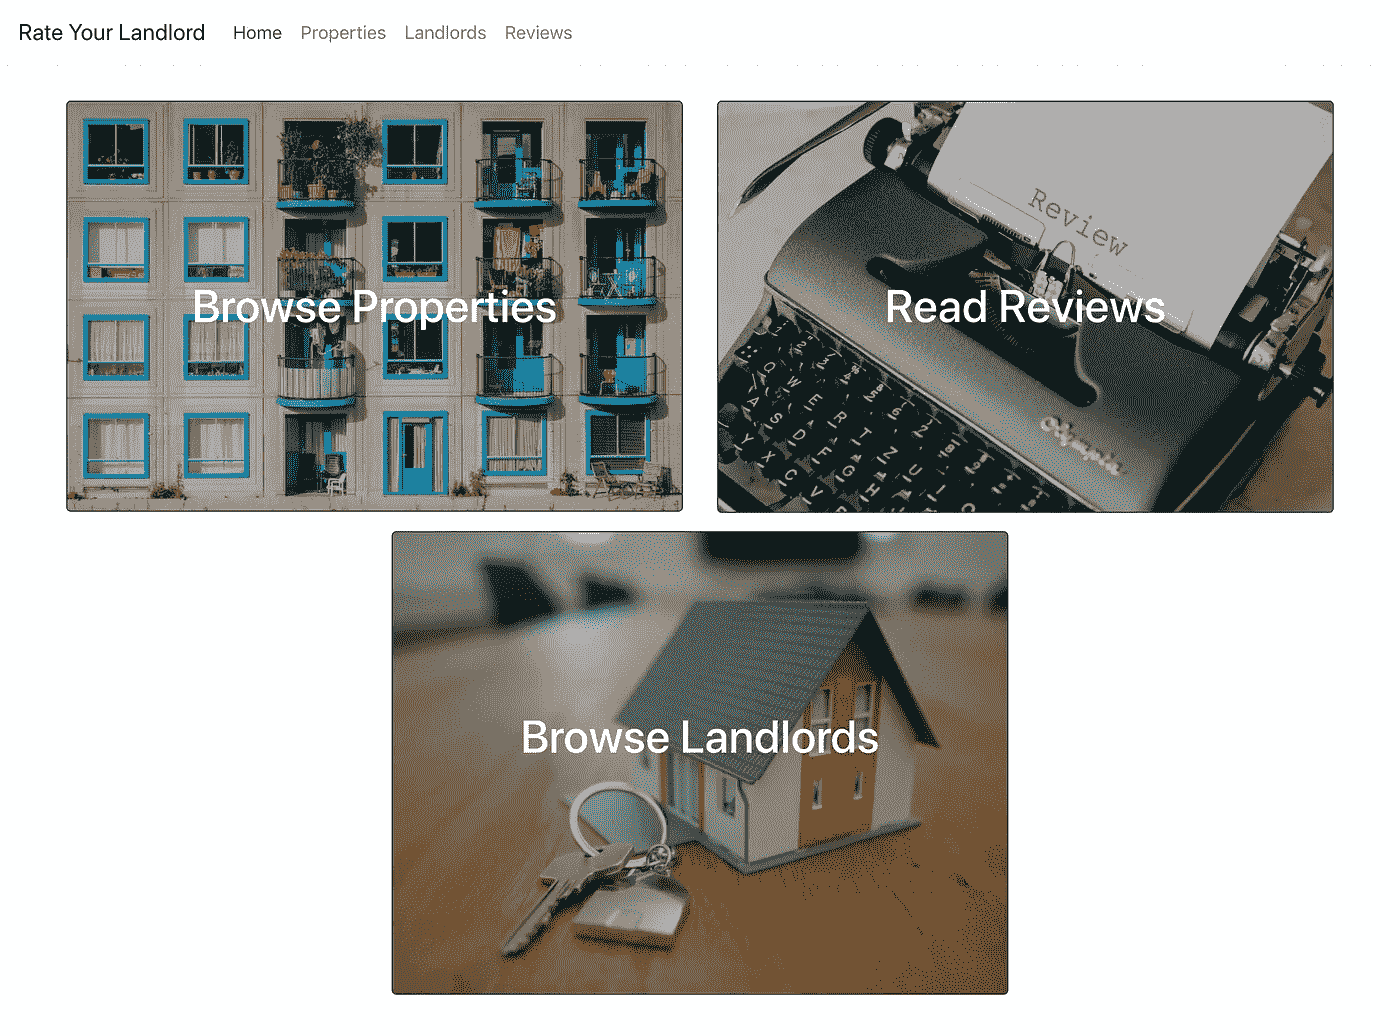 Rate Your Landlord Home Properties Landlords Reviews
Browse Properties
Review
Read Reviews
Olympia
Browse Landlords